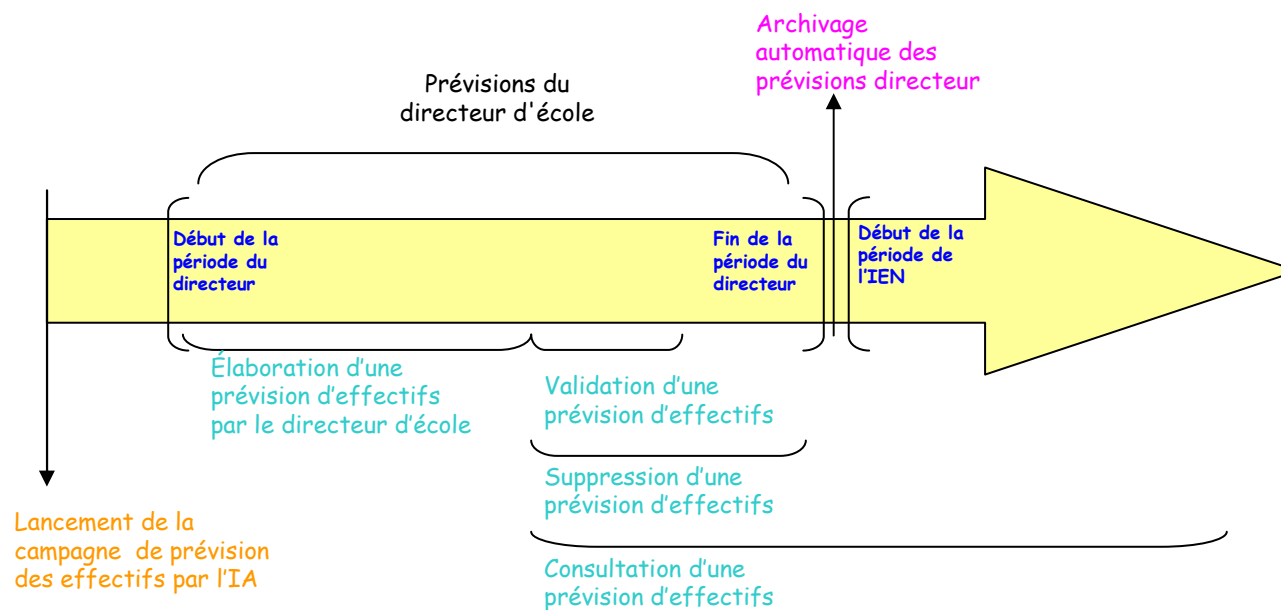 Archivage
automatique des
prévisions directeur
Prévisions du
directeur d'école
Début de la
période du
directeur
Fin de la
période du
directeur
Début de la
période de
l'IEN
Élaboration d'une
prévision d'effectifs
par le directeur d'école
Validation d'une
prévision d'effectifs
Suppression d'une
prévision d'effectifs
Lancement de la
campagne de prévision
des effectifs par l'IA
Consultation d'une
prévision d'effectifs